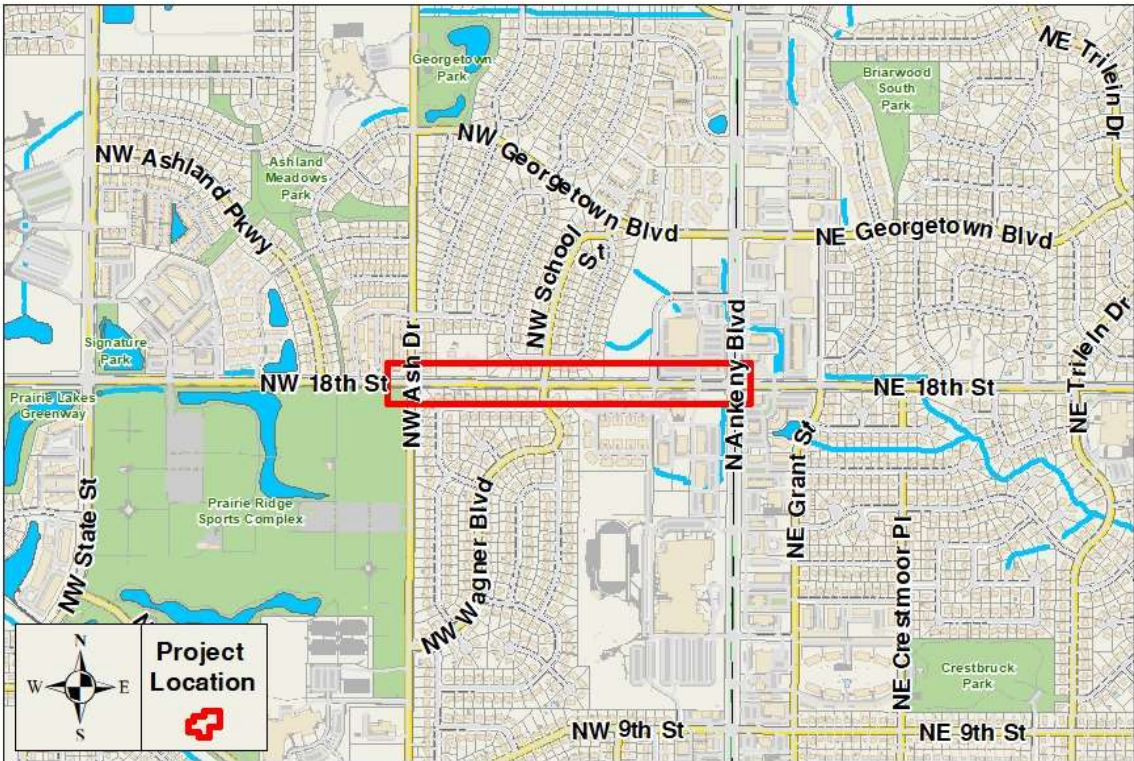 Georgetown
Park
NE Trilein Dr
Briarwood
South
Park
NW Ashland Pkwy
Ashland
Meadows
Park
NW Georgetown Blvd
NE Georgetown Blvd
NW School
St
Signature
Park
NW Ash Dr
N Ankeny Blvd
NE Trilein Dr
NW 18th St
NE 18th St
Prairie Lakes
Greenway
NW State St
Prairie Ridge
Sports Complex
NW Wagner Blvd
NE Grant St
NE Crestmoor Pl
N
W E
S
Project
Location
Crestbruck
Park
NW 9th St
NE 9th St